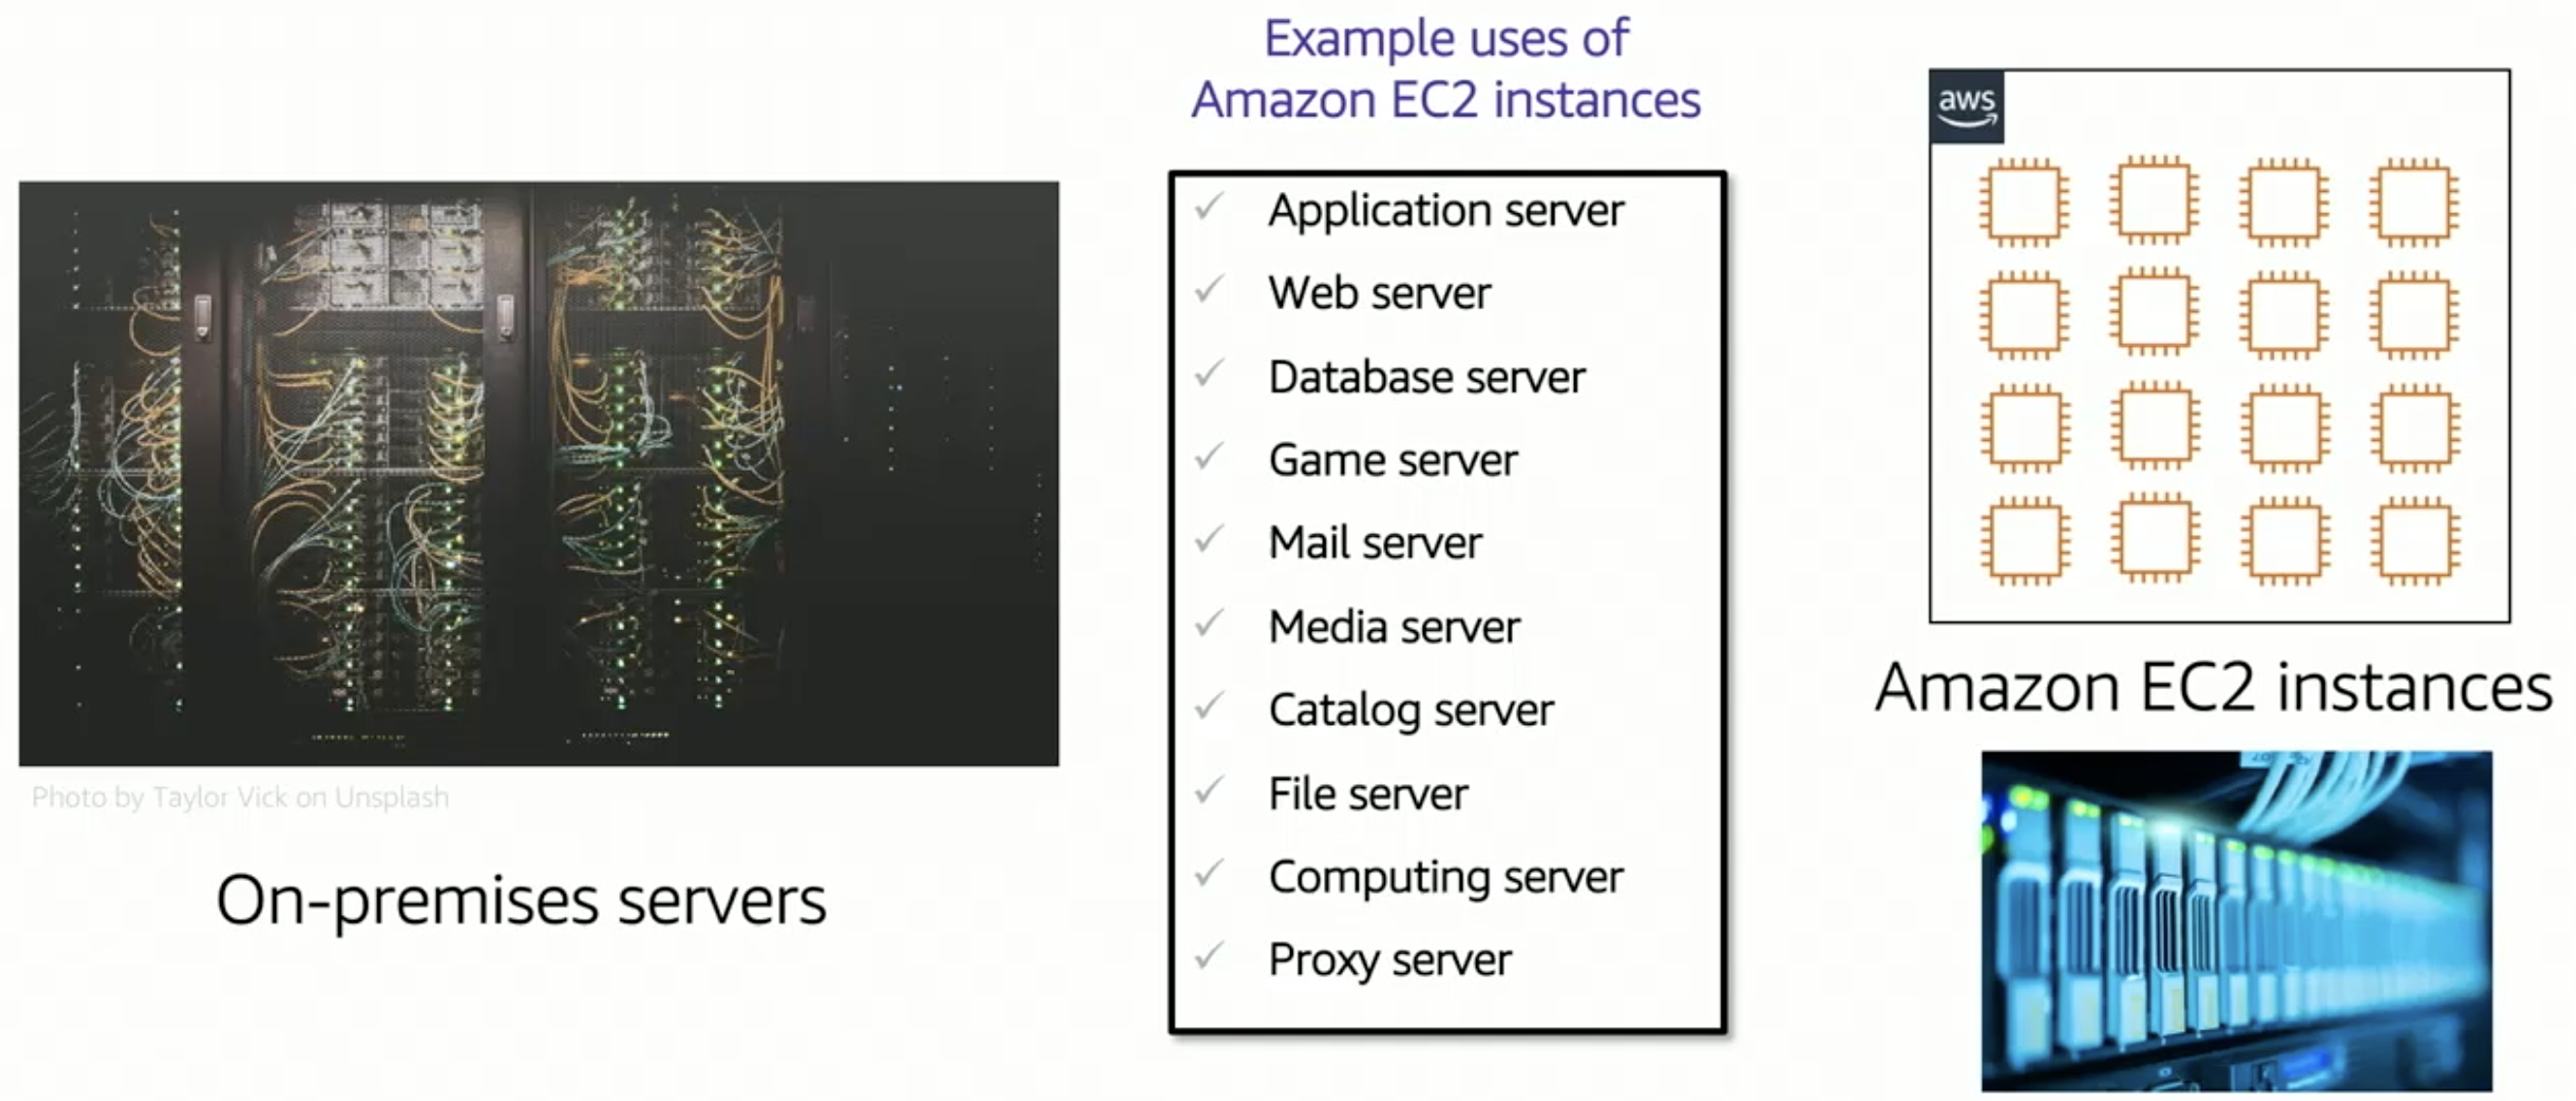 Example uses of
Amazon EC2 instances
Application server
Web server
Database server
Game server
Mail server
Media server
Catalog server
File server
Computing server
Proxy server
Photo by Taylor Vick on Unsplash
On-premises servers
aws
Amazon EC2 instances